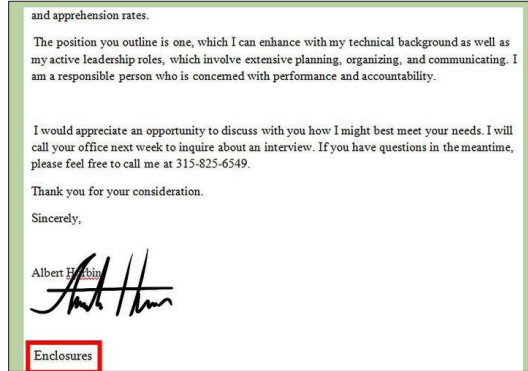 and apprehension rates.
The position you outline is one, which I can enhance with my technical background as well as
my active leadership roles, which involve extensive planning, organizing, and communicating. I
am a responsible person who is concerned with performance and accountability.
I would appreciate an opportunity to discuss with you how I might best meet your needs. I will
call your office next week to inquire about an interview. If you have questions in the meantime,
please feel free to call me at 315-825-6549.
Thank you for your consideration.
Sincerely,
Albert Harbin
Enclosures